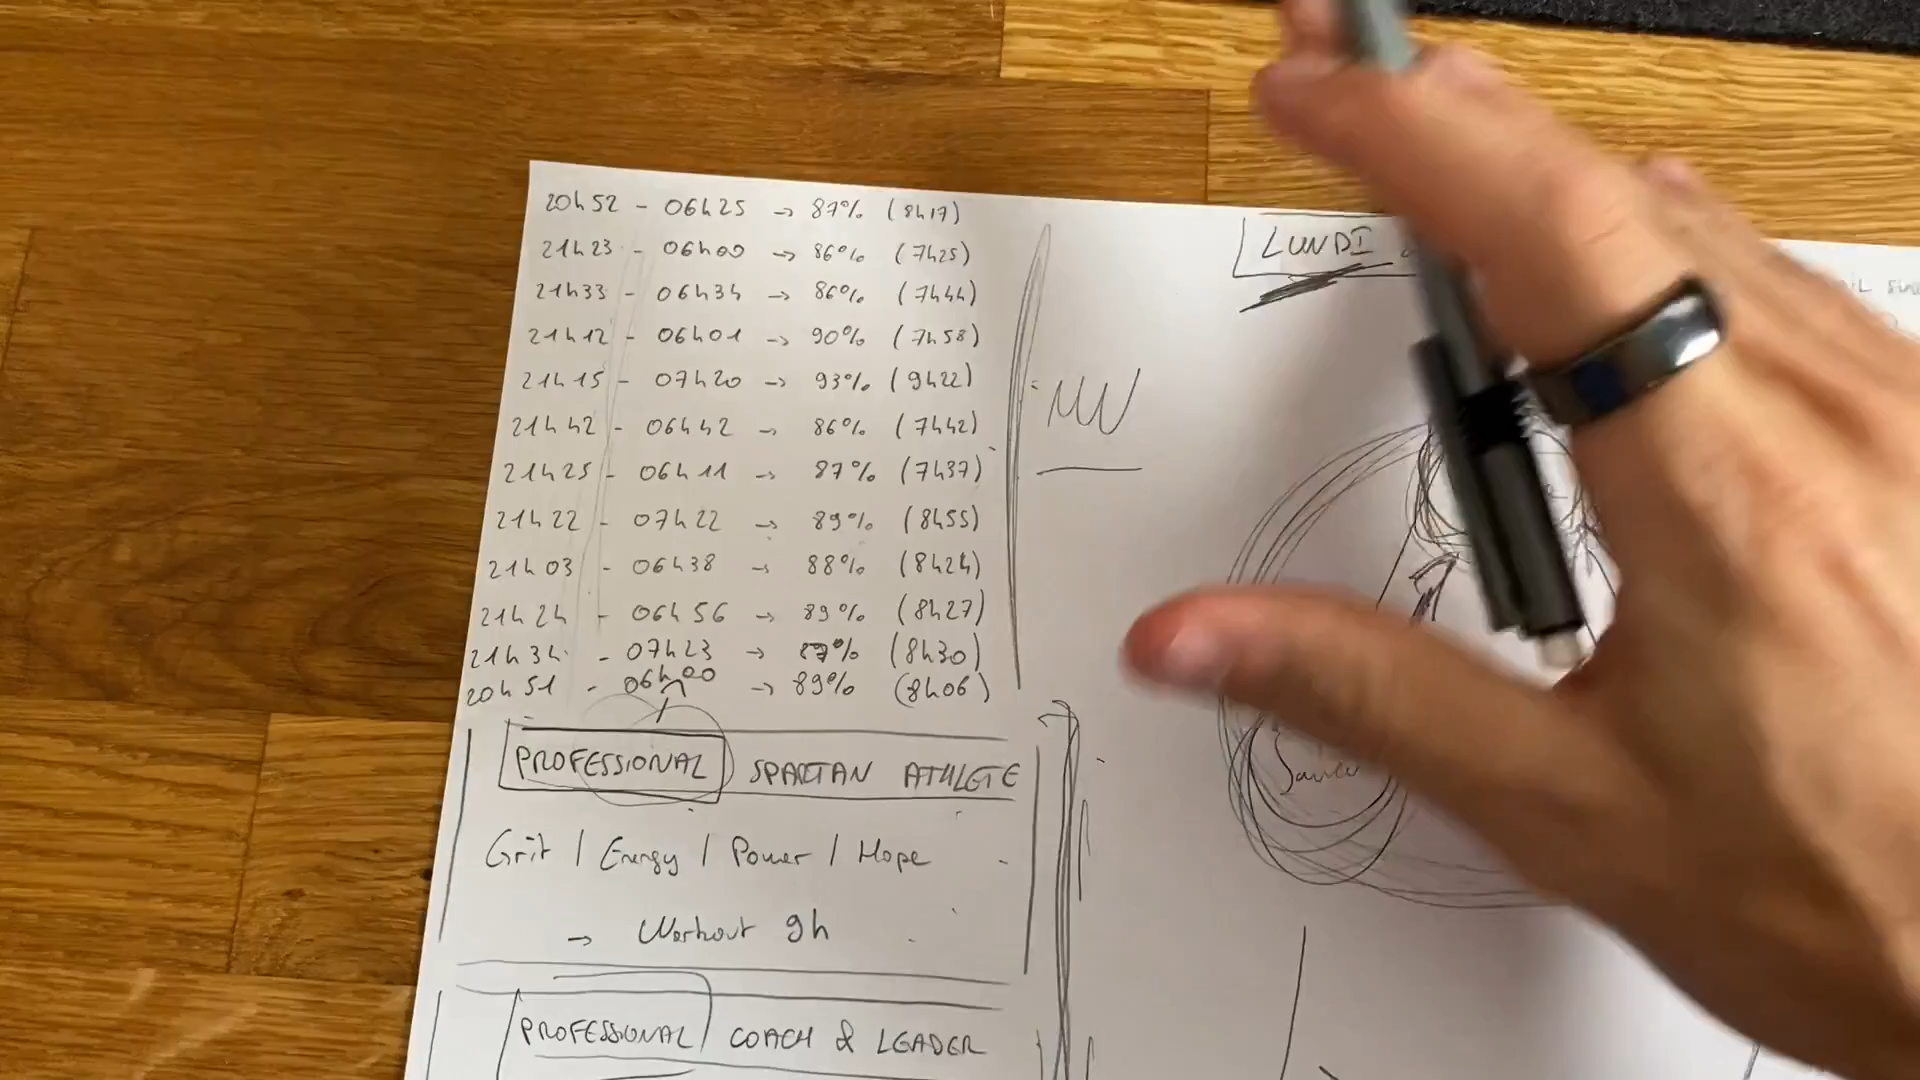 20h52 - 06h25 → 87% (8h17)
21h23 - 06h00 → 86% (7h25)
21h33 - 06h34 → 86% (7h44)
21h12 - 06h01 → 90% (7h58)
21h15 - 07h20 → 93% (9h22)
21h42 - 06h42 → 86% (7h42)
21h25 - 06h11 → 87% (7h37)
21h22 - 07h22 → 89% (8h55)
21h03 - 06h38 → 88% (8h24)
21h24 - 06h56 → 89% (8h27)
21h34 - 07h23 → 87% (8h30)
20h51 - 06h00 → 89% (8h06)
PROFESSIONAL SPARTAN ATHLETE
Grit / Energy / Power / Hope
→ Workout 9h
PROFESSIONAL COACH & LEADER
LUNDI